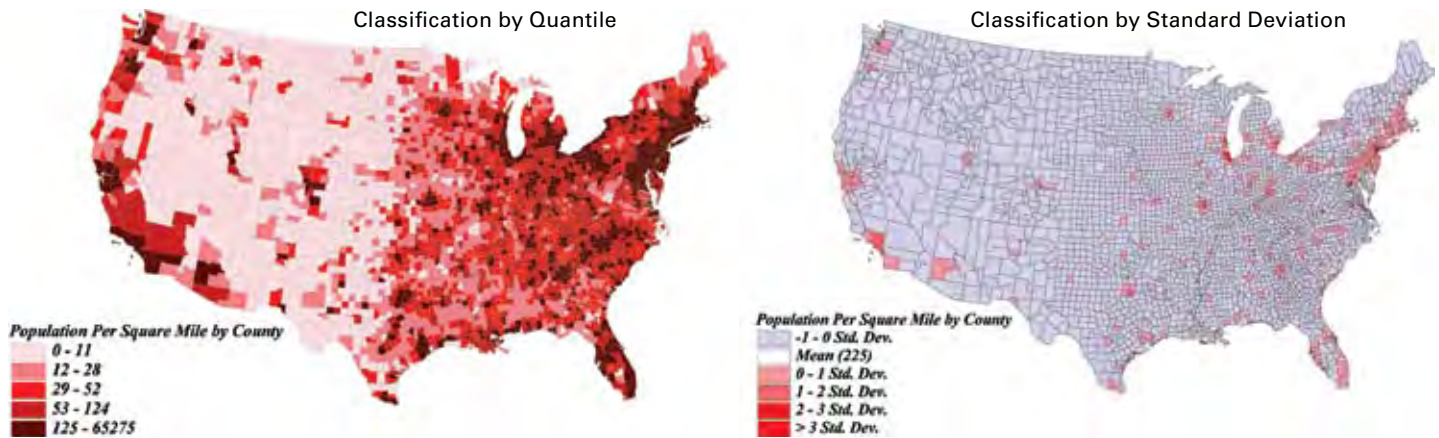 Classification by Quantile
Population Per Square Mile by County
0 - 11
12 - 28
29 - 52
53 - 124
125 - 65275
Classification by Standard Deviation
Population Per Square Mile by County
-1 - 0 Std. Dev.
Mean (225)
0 - 1 Std. Dev.
1 - 2 Std. Dev.
2 - 3 Std. Dev.
> 3 Std. Dev.